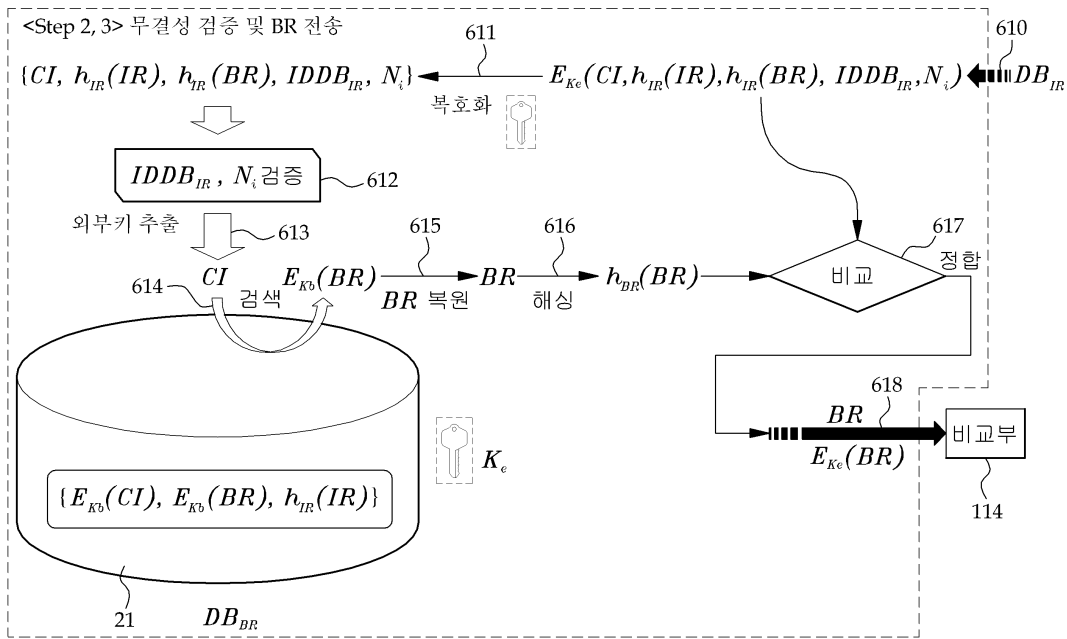 <Step 2, 3> 무결성 검증 및 BR 전송
611
610
{CI, h_IR(IR), h_IR(BR), IDDB_IR, N_i}
E_Ke(CI,h_IR(IR),h_IR(BR), IDDB_IR,N_i)
DB_IR
복호화
IDDB_IR , N_i 검증
612
외부키 추출
613
615
616
617
CI
E_Kb(BR)
BR
h_BR(BR)
비교
정합
614
검색
BR 복원
해싱
618
BR
E_Ke(BR)
비교부
114
K_e
{E_Kb(CI), E_Kb(BR), h_IR(IR)}
21
DB_BR